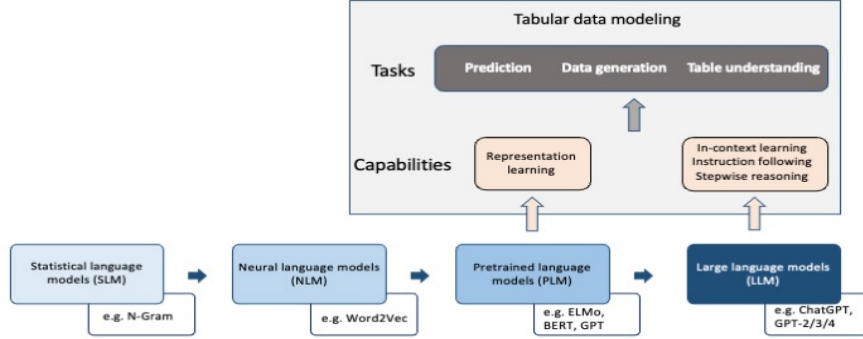 Tabular data modeling
Tasks
Prediction Data generation Table understanding
Capabilities
Representation
learning
In-context learning
Instruction following
Stepwise reasoning
Statistical language
models (SLM)
e.g. N-Gram
Neural language models
(NLM)
e.g. Word2Vec
Pretrained language
models (PLM)
e.g. ELMo,
BERT, GPT
Large language models
(LLM)
e.g. ChatGPT,
GPT-2/3/4